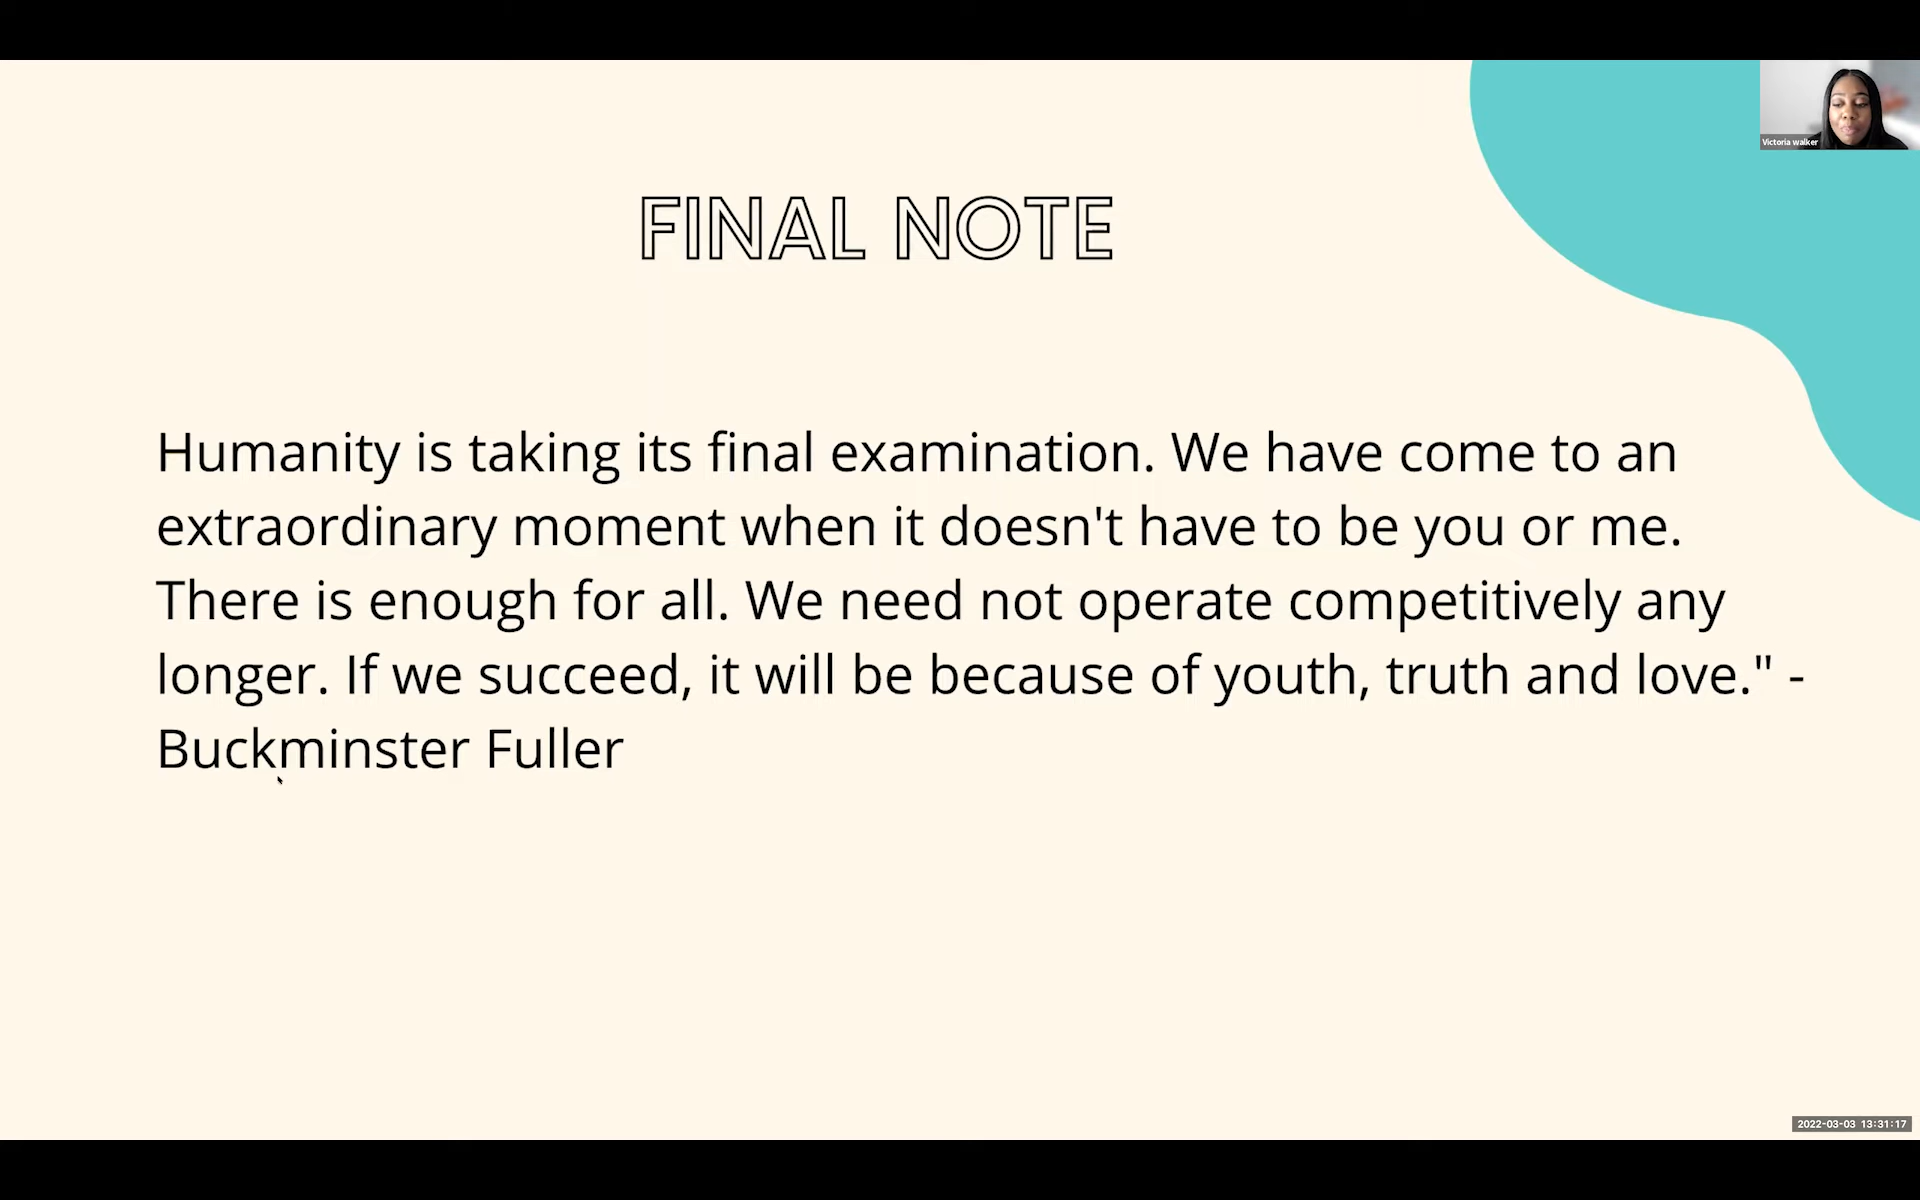 Victoria walker
FINAL NOTE
Humanity is taking its final examination. We have come to an
extraordinary moment when it doesn't have to be you or me.
There is enough for all. We need not operate competitively any
longer. If we succeed, it will be because of youth, truth and love." -
Buckminster Fuller
2022-03-03 13:31:17